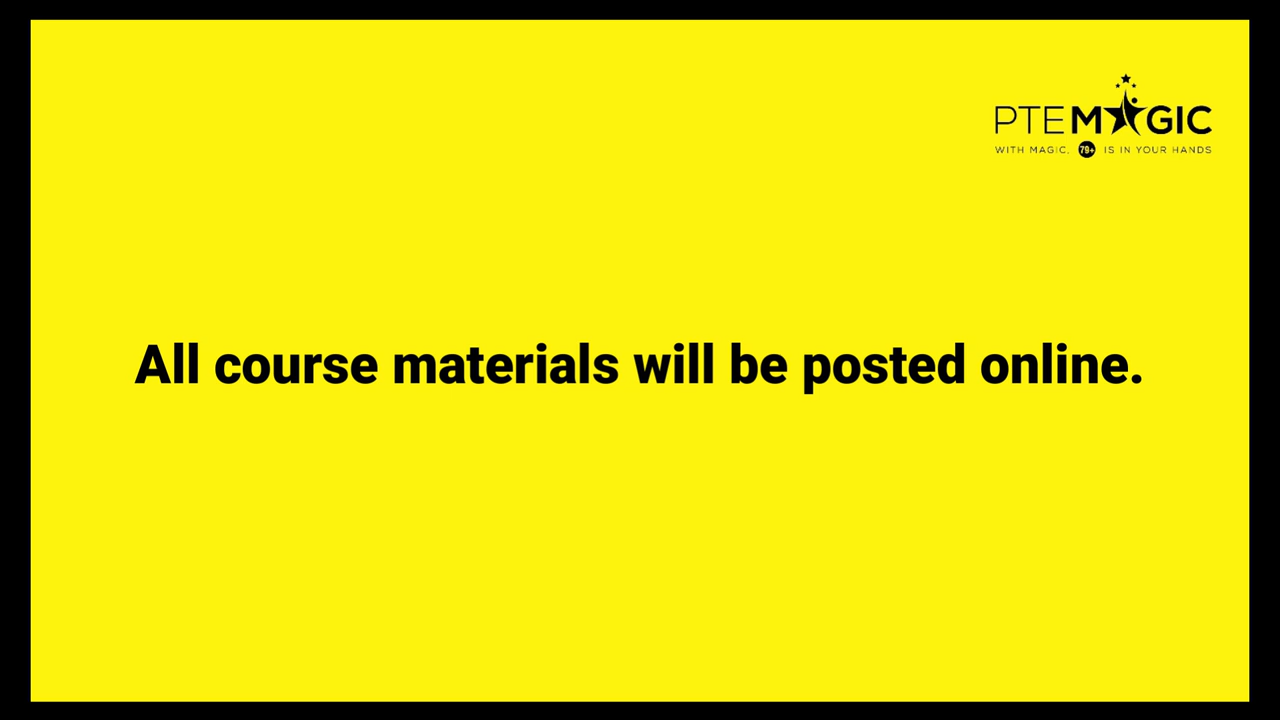 PTEMAGIC
WITH MAGIC, 79+ IS IN YOUR HANDS
All course materials will be posted online.